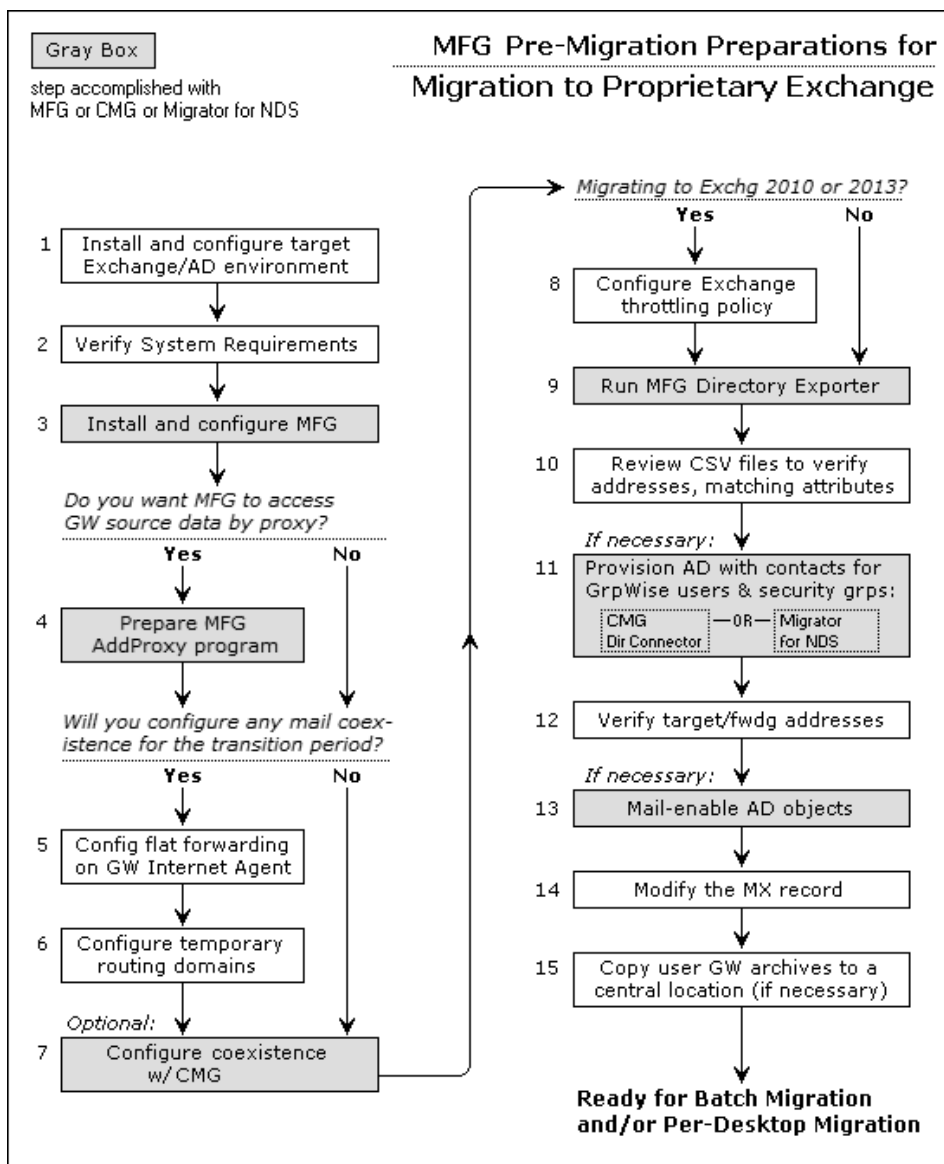 Gray Box
step accomplished with
MFG or CMG or Migrator for NDS
MFG Pre-Migration Preparations for
Migration to Proprietary Exchange
1
Install and configure target
Exchange/AD environment
2
Verify System Requirements
3
Install and configure MFG
Do you want MFG to access
GW source data by proxy?
Yes No
4
Prepare MFG
AddProxy program
Will you configure any mail coex-
istence for the transition period?
Yes No
5
Config flat forwarding
on GW Internet Agent
6
Configure temporary
routing domains
Optional:
7
Configure coexistence
w/CMG
Migrating to Exchg 2010 or 2013?
Yes No
8
Configure Exchange
throttling policy
9
Run MFG Directory Exporter
10
Review CSV files to verify
addresses, matching attributes
If necessary:
11
Provision AD with contacts for
GrpWise users & security grps:
CMG
Dir Connector
OR
Migrator
for NDS
12
Verify target/fwdg addresses
If necessary:
13
Mail-enable AD objects
14
Modify the MX record
15
Copy user GW archives to a
central location (if necessary)
Ready for Batch Migration
and/or Per-Desktop Migration